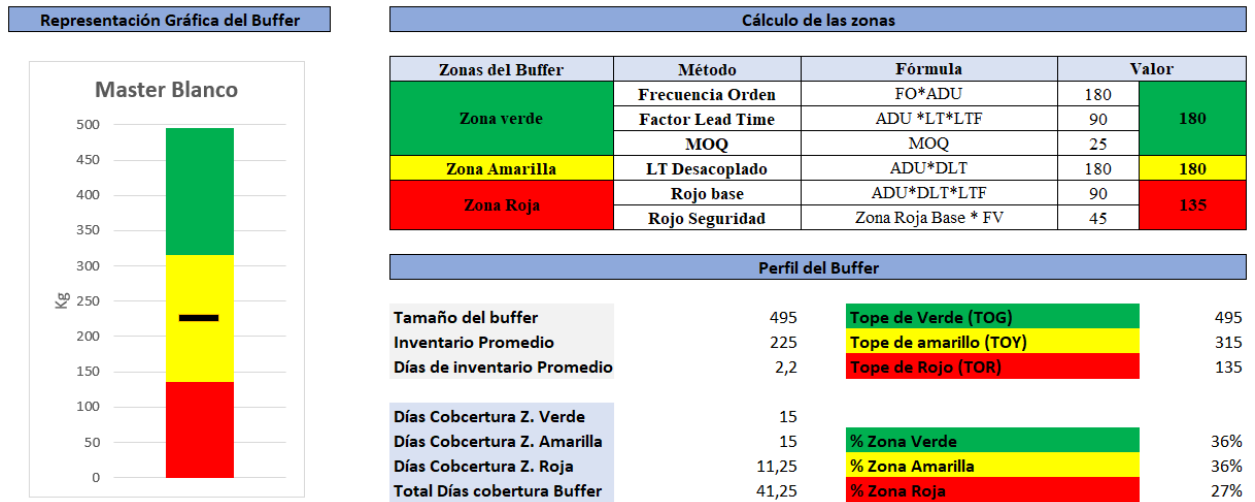 Representación Gráfica del Buffer
Cálculo de las zonas
Master Blanco
500
450
400
350
300
250
200
150
100
50
0
Kg
Zonas del Buffer Método Fórmula Valor
Zona verde Frecuencia Orden FO*ADU 180 180
Factor Lead Time ADU *LT*LTF 90
MOQ MOQ 25
Zona Amarilla LT Desacoplado ADU*DLT 180 180
Zona Roja Rojo base ADU*DLT*LTF 90 135
Rojo Seguridad Zona Roja Base * FV 45
Perfil del Buffer
Tamaño del buffer 495 Tope de Verde (TOG) 495
Inventario Promedio 225 Tope de amarillo (TOY) 315
Días de inventario Promedio 2,2 Tope de Rojo (TOR) 135
Días Cobcertura Z. Verde 15
Días Cobcertura Z. Amarilla 15 % Zona Verde 36%
Días Cobcertura Z. Roja 11,25 % Zona Amarilla 36%
Total Días cobertura Buffer 41,25 % Zona Roja 27%